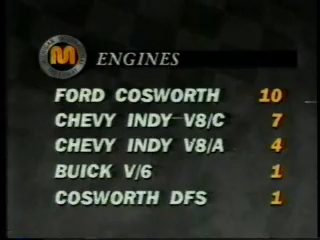 M
ENGINES
FORD COSWORTH 10
CHEVY INDY V8/C 7
CHEVY INDY V8/A 4
BUICK V/6 1
COSWORTH DFS 1